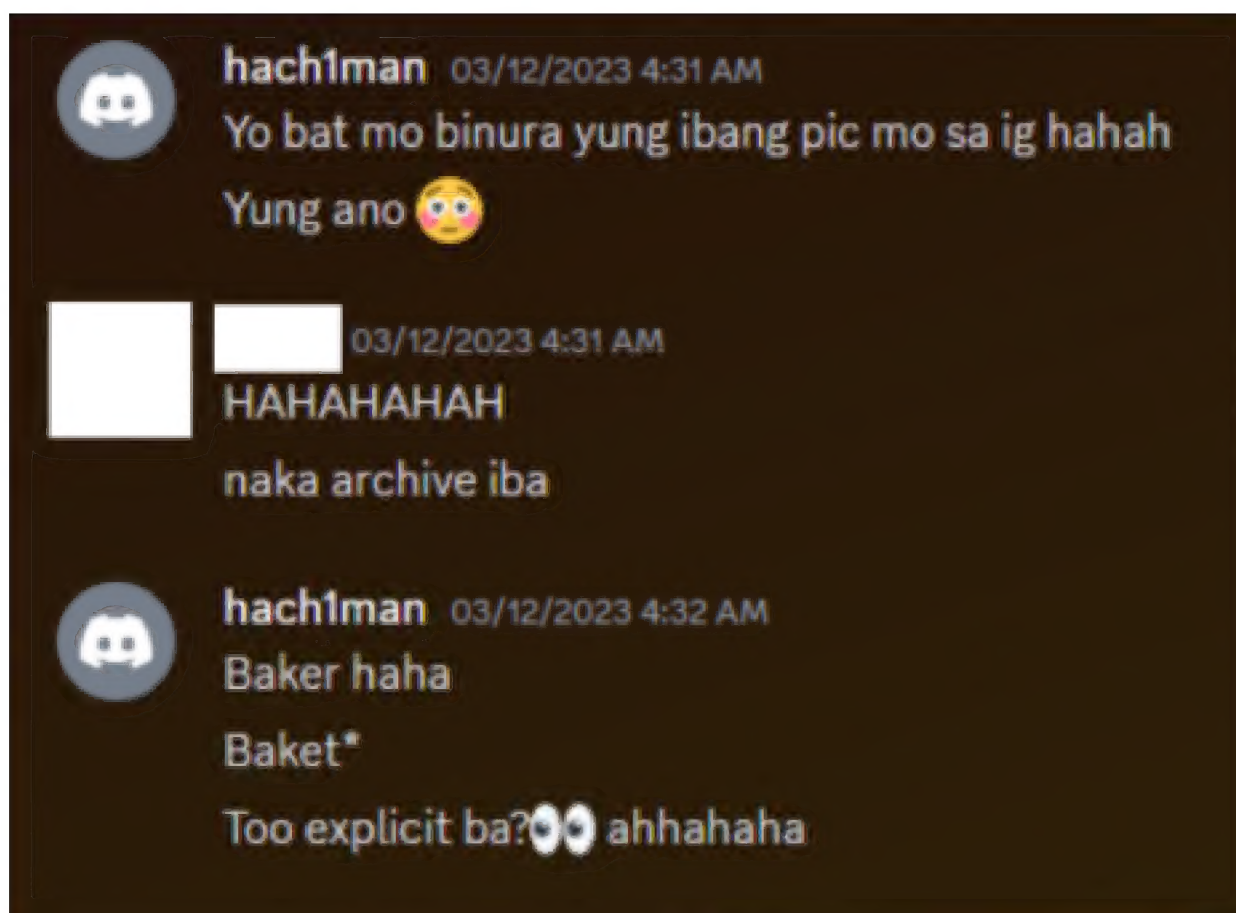 hach1man 03/12/2023 4:31 AM
Yo bat mo binura yung ibang pic mo sa ig hahah
Yung ano 😳
03/12/2023 4:31 AM
HAHAHAHAH
naka archive iba
hach1man 03/12/2023 4:32 AM
Baker haha
Baket*
Too explicit ba?👀 ahhahaha